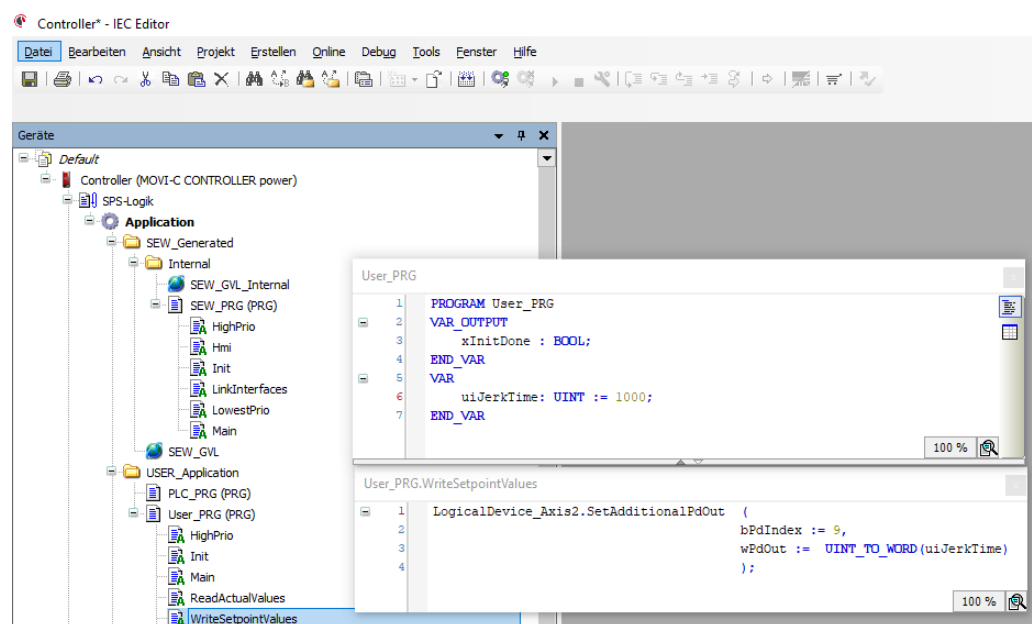 Controller* - IEC Editor
Datei Bearbeiten Ansicht Projekt Erstellen Online Debug Tools Fenster Hilfe
Geräte
Default
Controller (MOVI-C CONTROLLER power)
SPS-Logik
Application
SEW_Generated
Internal
SEW_GVL_Internal
SEW_PRG (PRG)
HighPrio
Hmi
Init
LinkInterfaces
LowestPrio
Main
SEW_GVL
USER_Application
PLC_PRG (PRG)
User_PRG (PRG)
HighPrio
Init
Main
ReadActualValues
WriteSetpointValues
User_PRG
1 PROGRAM User_PRG
2 VAR_OUTPUT
3 xInitDone : BOOL;
4 END_VAR
5 VAR
6 uiJerkTime: UINT := 1000;
7 END_VAR
100 %
User_PRG.WriteSetpointValues
1 LogicalDevice_Axis2.SetAdditionalPdOut (
2 bPdIndex := 9,
3 wPdOut := UINT_TO_WORD(uiJerkTime)
4 );
100 %